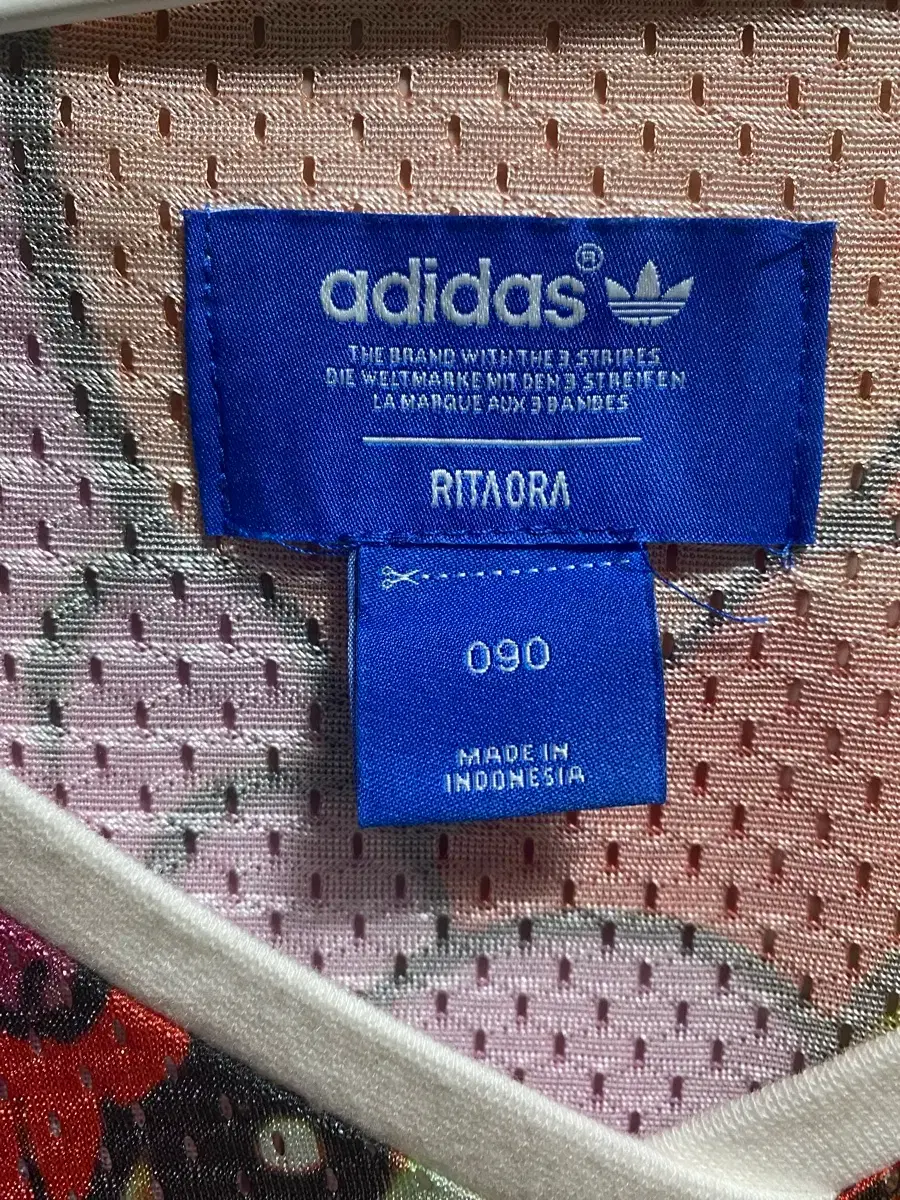 adidas®
THE BRAND WITH THE 3 STRIPES
DIE WELTMARKE MIT DEN 3 STREIFEN
LA MARQUE AUX 3 BANDES
RITA ORA
090
MADE IN
INDONESIA